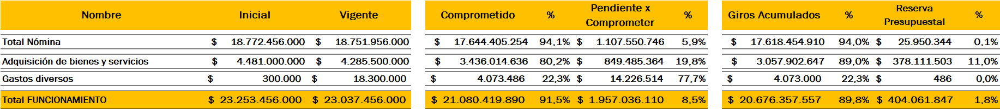 Nombre Inicial Vigente Comprometido % Pendiente x Comprometer % Giros Acumulados % Reserva Presupuestal %
Total Nómina $ 18.772.456.000 $ 18.751.956.000 $ 17.644.405.254 94,1% $ 1.107.550.746 5,9% $ 17.618.454.910 94,0% $ 25.950.344 0,1%
Adquisición de bienes y servicios $ 4.481.000.000 $ 4.285.500.000 $ 3.436.014.636 80,2% $ 849.485.364 19,8% $ 3.057.902.647 89,0% $ 378.111.503 11,0%
Gastos diversos $ 300.000 $ 18.300.000 $ 4.073.486 22,3% $ 14.226.514 77,7% $ 4.073.000 22,3% $ 486 0,0%
Total FUNCIONAMIENTO $ 23.253.456.000 $ 23.037.456.000 $ 21.080.419.890 91,5% $ 1.957.036.110 8,5% $ 20.676.357.557 89,8% $ 404.061.847 1,8%